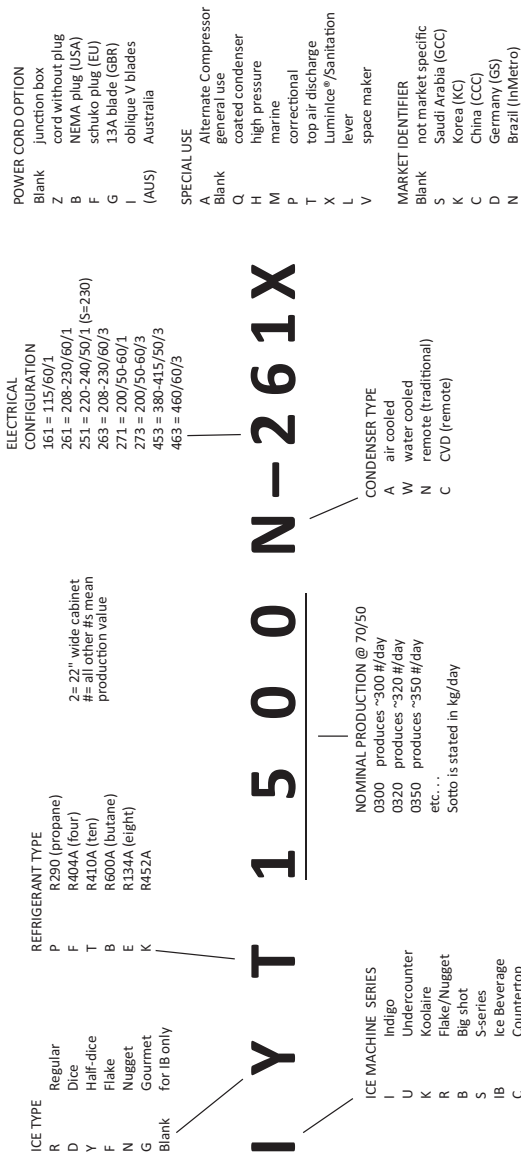 ICE TYPE
R Regular
D Dice
Y Half-dice
F Flake
N Nugget
G Gourmet
Blank for IB only
REFRIGERANT TYPE
P R290 (propane)
F R404A (four)
T R410A (ten)
B R600A (butane)
E R134A (eight)
K R452A
2= 22" wide cabinet
#= all other #s mean
production value
ELECTRICAL
CONFIGURATION
161 = 115/60/1
261 = 208-230/60/1
251 = 220-240/50/1 (S=230)
263 = 208-230/60/3
271 = 200/50-60/1
273 = 200/50-60/3
453 = 380-415/50/3
463 = 460/60/3
POWER CORD OPTION
Blank junction box
Z cord without plug
B NEMA plug (USA)
F schuko plug (EU)
G 13A blade (GBR)
I oblique V blades
(AUS) Australia
SPECIAL USE
A Alternate Compressor
Blank general use
Q coated condenser
H high pressure
M marine
P correctional
T top air discharge
X LuminIce®/Sanitation
L lever
V space maker
MARKET IDENTIFIER
Blank not market specific
S Saudi Arabia (GCC)
K Korea (KC)
C China (CCC)
D Germany (GS)
N Brazil (InMetro)
I Y T 1 5 0 0 N – 2 6 1 X
ICE MACHINE SERIES
I Indigo
U Undercounter
K Koolaire
R Flake/Nugget
B Big shot
S S-series
IB Ice Beverage
C Countertop
NOMINAL PRODUCTION @ 70/50
0300 produces ~300 #/day
0320 produces ~320 #/day
0350 produces ~350 #/day
etc. . .
Sotto is stated in kg/day
CONDENSER TYPE
A air cooled
W water cooled
N remote (traditional)
C CVD (remote)